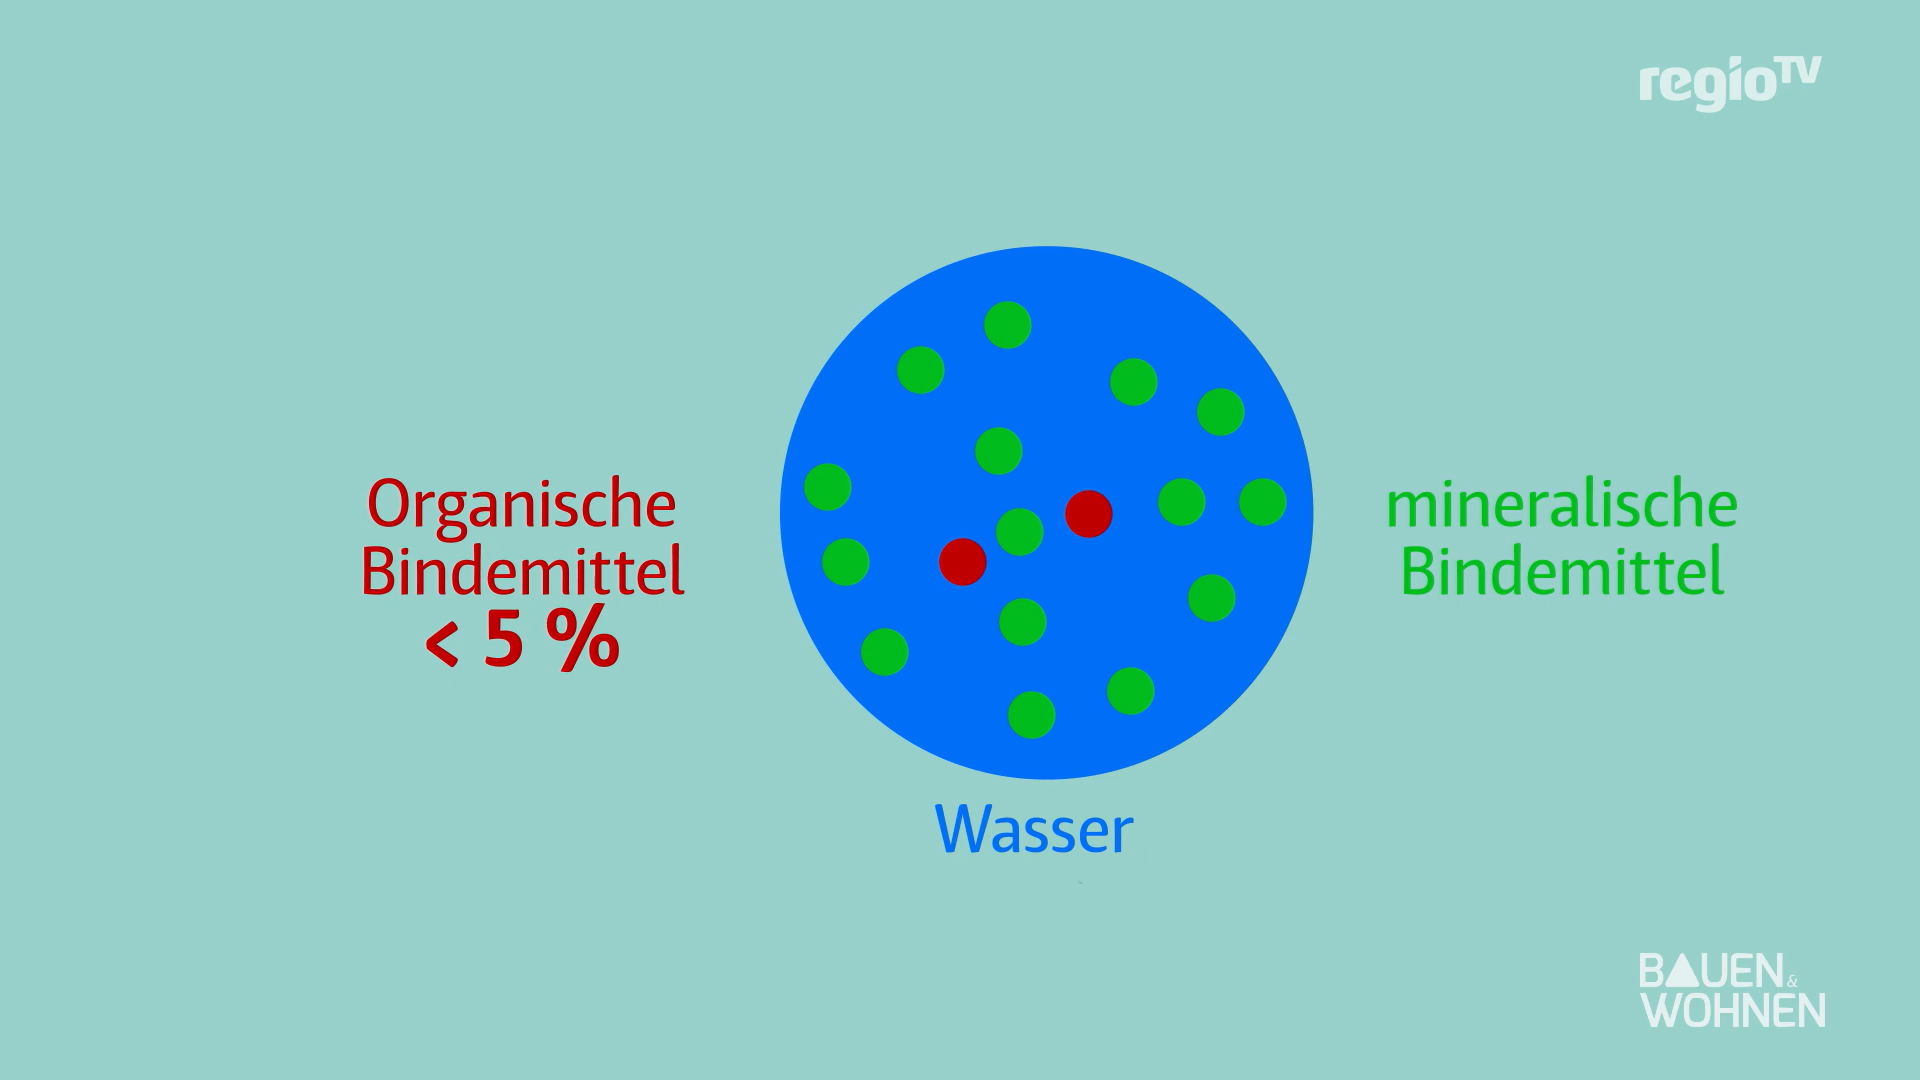 regioTV
Organische
Bindemittel
< 5 %
mineralische
Bindemittel
Wasser
BAUEN &
WOHNEN